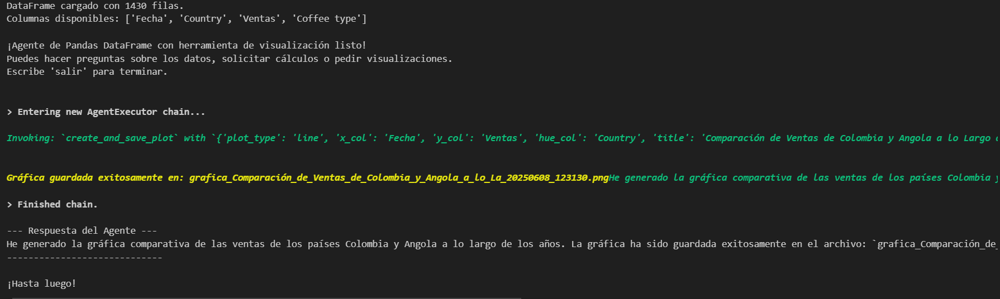 DataFrame cargado con 1430 filas.
Columnas disponibles: ['Fecha', 'Country', 'Ventas', 'Coffee type']
¡Agente de Pandas DataFrame con herramienta de visualización listo!
Puedes hacer preguntas sobre los datos, solicitar cálculos o pedir visualizaciones.
Escribe 'salir' para terminar.
> Entering new AgentExecutor chain...
Invoking: `create_and_save_plot` with `{'plot_type': 'line', 'x_col': 'Fecha', 'y_col': 'Ventas', 'hue_col': 'Country', 'title': 'Comparación de Ventas de Colombia y Angola a lo Largo
Gráfica guardada exitosamente en: grafica_Comparación_de_Ventas_de_Colombia_y_Angola_a_lo_La_20250608_123130.pngHe generado la gráfica comparativa de las ventas de los países Colombia y
> Finished chain.
--- Respuesta del Agente ---
He generado la gráfica comparativa de las ventas de los países Colombia y Angola a lo largo de los años. La gráfica ha sido guardada exitosamente en el archivo: `grafica_Comparación_de_
-----------------------------
¡Hasta luego!